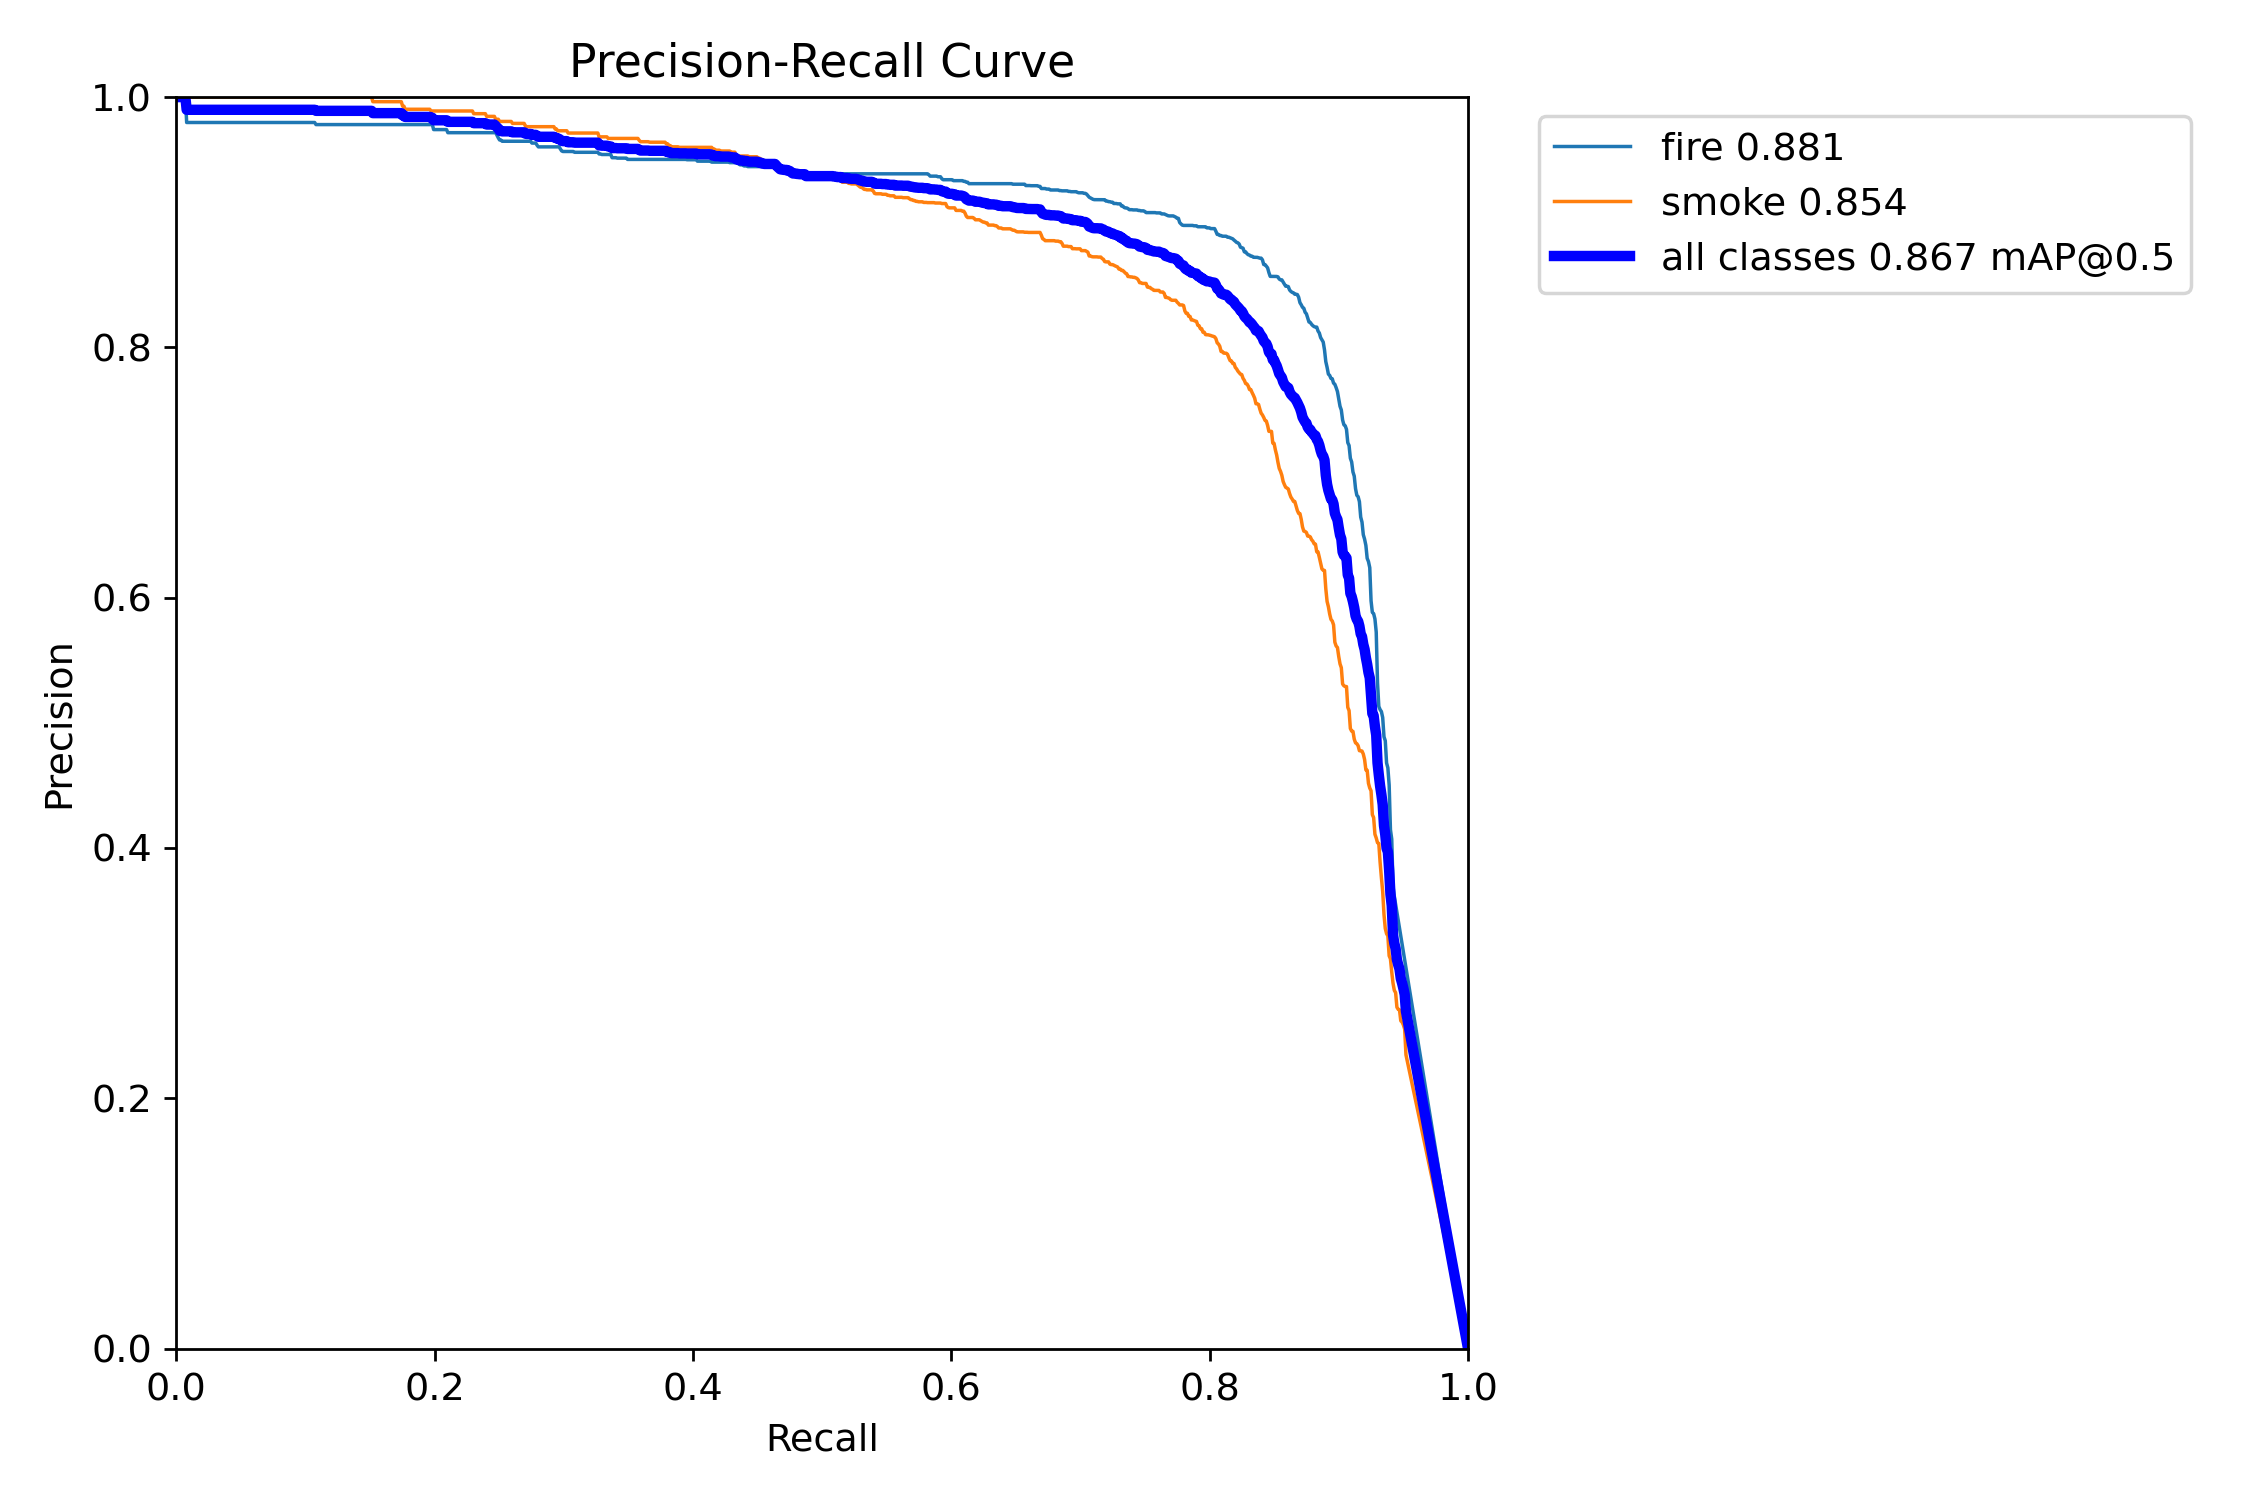 Precision-Recall Curve
1.0
0.8
0.6
0.4
0.2
0.0
Precision
0.0 0.2 0.4 0.6 0.8 1.0
Recall
fire 0.881
smoke 0.854
all classes 0.867 mAP@0.5